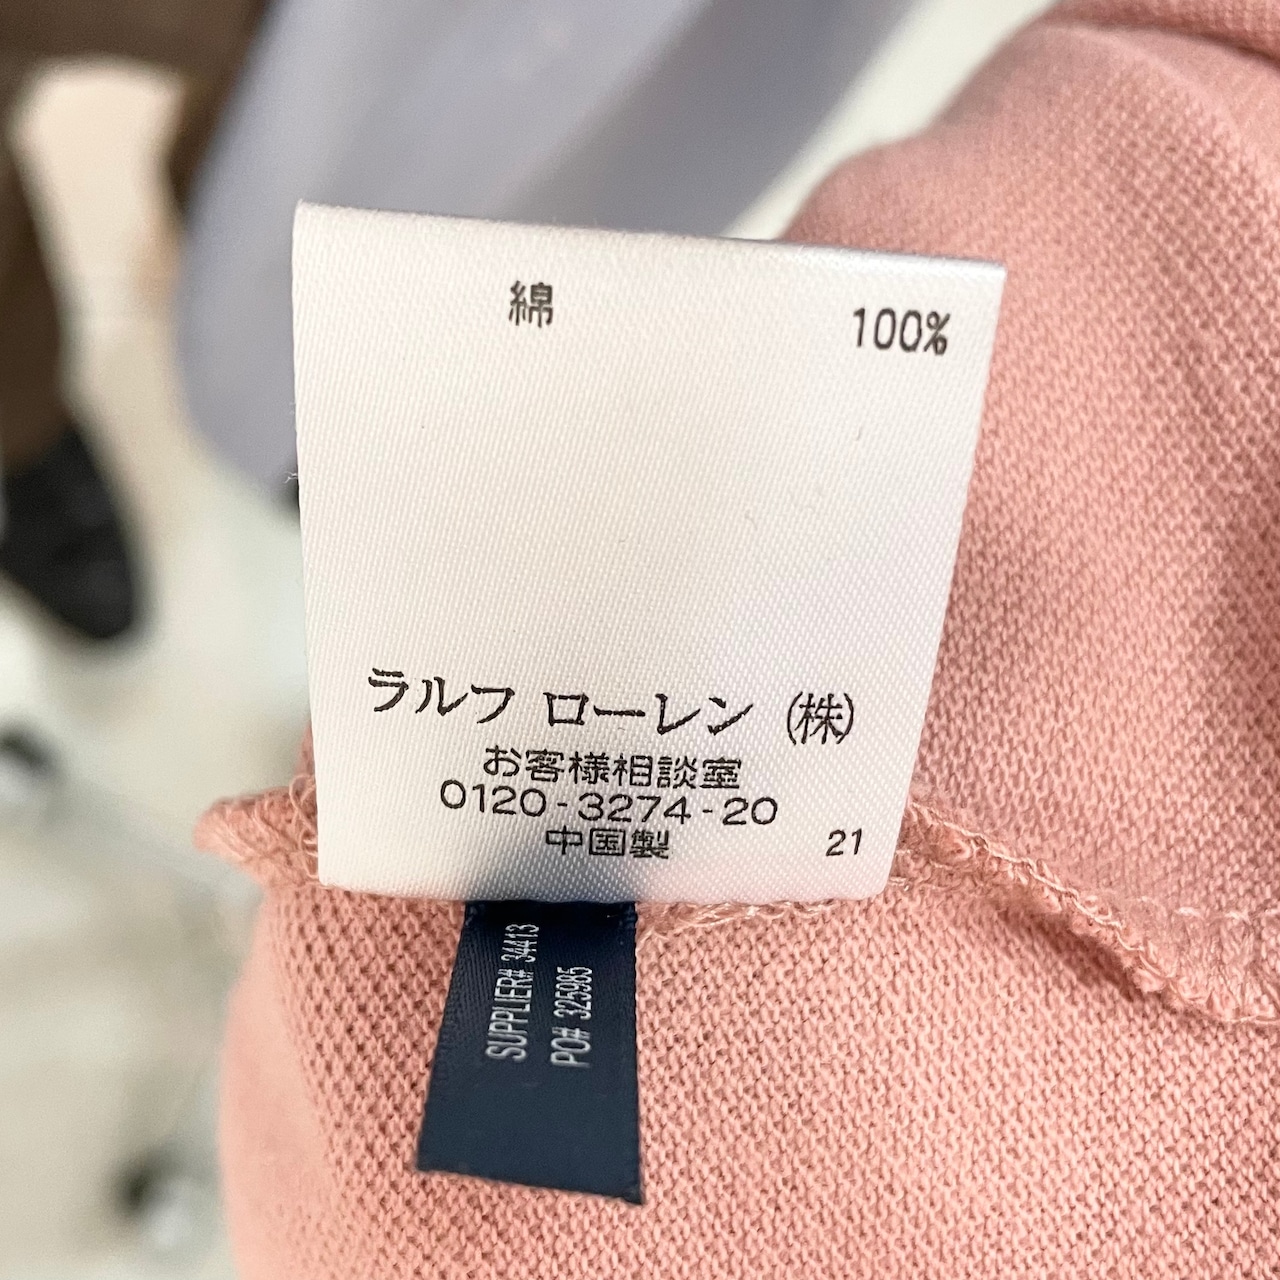 綿 100%
ラルフ ローレン (株)
お客様相談室
0120-3274-20
中国製 21
SUPPLIER# 34413
PO# 325985